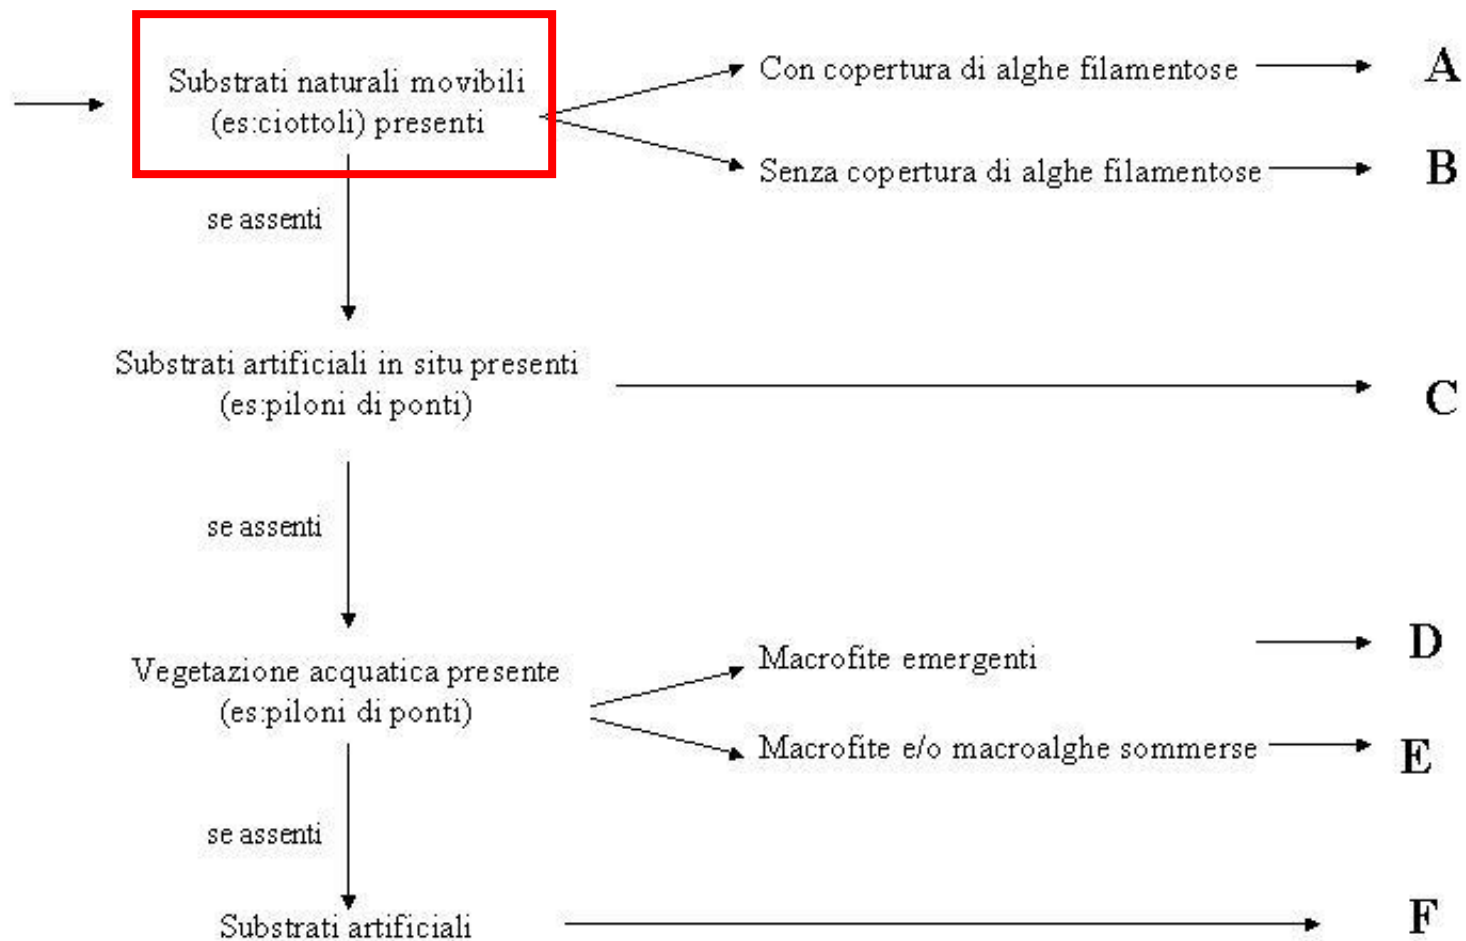 Substrati naturali movibili
(es:ciottoli) presenti
Con copertura di alghe filamentose
A
Senza copertura di alghe filamentose
B
se assenti
Substrati artificiali in situ presenti
(es:piloni di ponti)
C
se assenti
Vegetazione acquatica presente
(es:piloni di ponti)
Macrofite emergenti
D
Macrofite e/o macroalghe sommerse
E
se assenti
Substrati artificiali
F